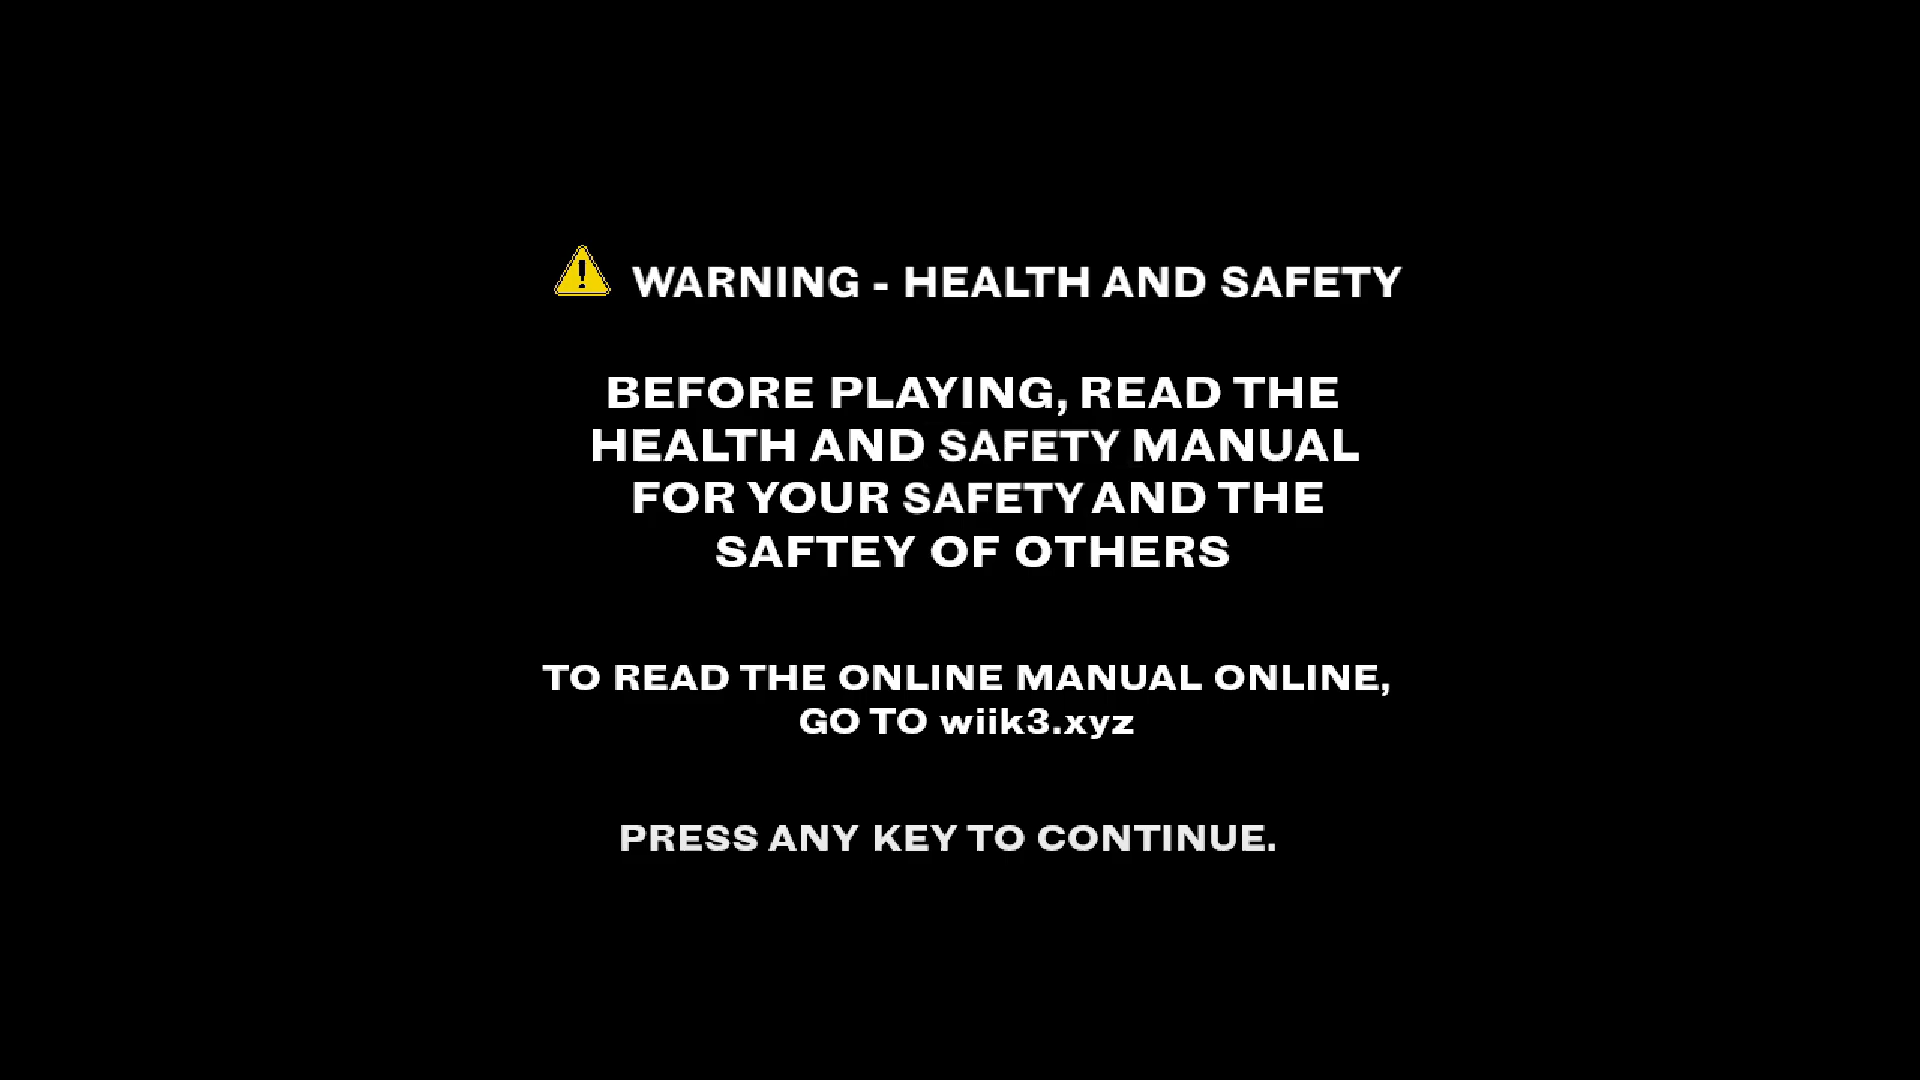 WARNING - HEALTH AND SAFETY
BEFORE PLAYING, READ THE
HEALTH AND SAFETY MANUAL
FOR YOUR SAFETY AND THE
SAFTEY OF OTHERS
TO READ THE ONLINE MANUAL ONLINE,
GO TO wiik3.xyz
PRESS ANY KEY TO CONTINUE.